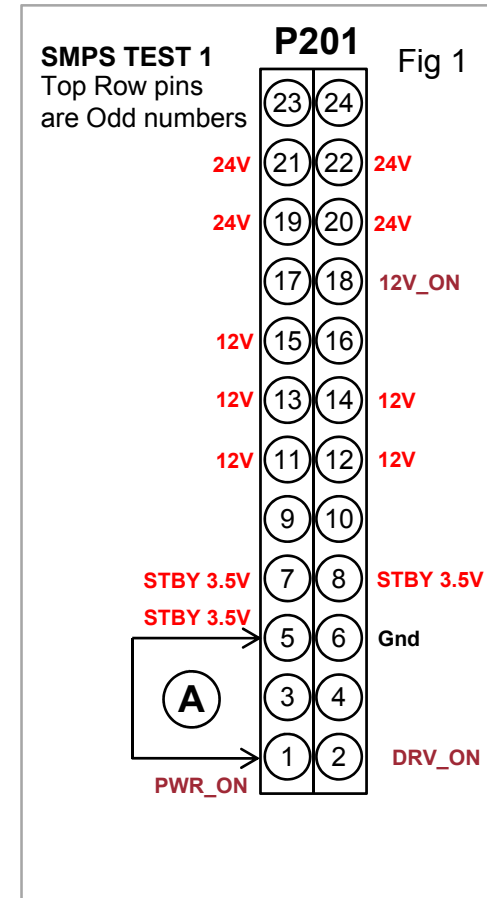 SMPS TEST 1
Top Row pins
are Odd numbers
P201
Fig 1
23 24
24V 21 22 24V
24V 19 20 24V
17 18 12V_ON
12V 15 16
12V 13 14 12V
12V 11 12 12V
9 10
STBY 3.5V 7 8 STBY 3.5V
STBY 3.5V 5 6 Gnd
A 3 4
1 2 DRV_ON
PWR_ON